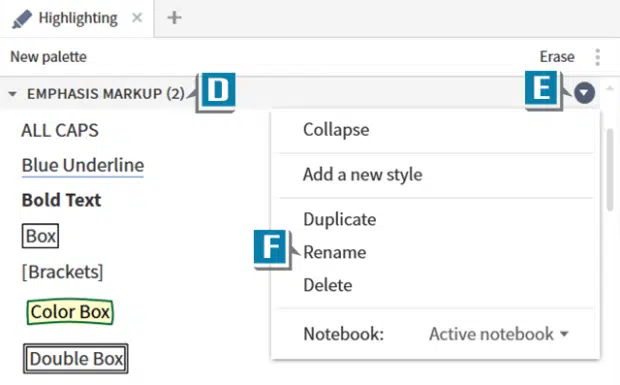 Highlighting
New palette Erase
EMPHASIS MARKUP (2) D E
ALL CAPS
Blue Underline
Bold Text
Box
[Brackets]
Color Box
Double Box
Collapse
Add a new style
Duplicate
F Rename
Delete
Notebook: Active notebook